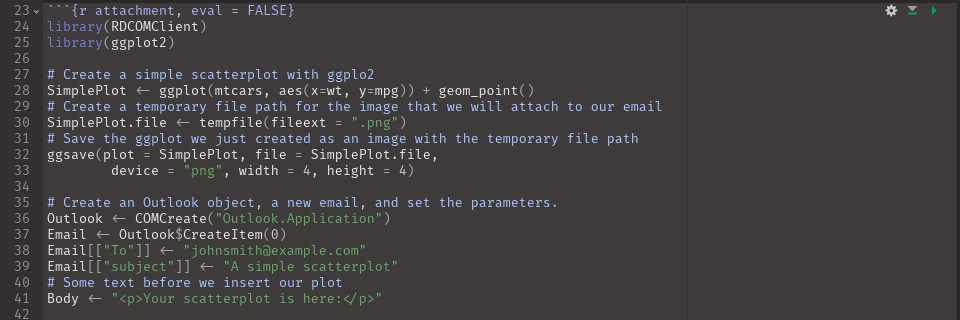 23 ```{r attachment, eval = FALSE}
24 library(RDCOMClient)
25 library(ggplot2)
26
27 # Create a simple scatterplot with ggplo2
28 SimplePlot <- ggplot(mtcars, aes(x=wt, y=mpg)) + geom_point()
29 # Create a temporary file path for the image that we will attach to our email
30 SimplePlot.file <- tempfile(fileext = ".png")
31 # Save the ggplot we just created as an image with the temporary file path
32 ggsave(plot = SimplePlot, file = SimplePlot.file,
33         device = "png", width = 4, height = 4)
34
35 # Create an Outlook object, a new email, and set the parameters.
36 Outlook <- COMCreate("Outlook.Application")
37 Email <- Outlook$CreateItem(0)
38 Email[["To"]] <- "johnsmith@example.com"
39 Email[["subject"]] <- "A simple scatterplot"
40 # Some text before we insert our plot
41 Body <- "<p>Your scatterplot is here:</p>"
42